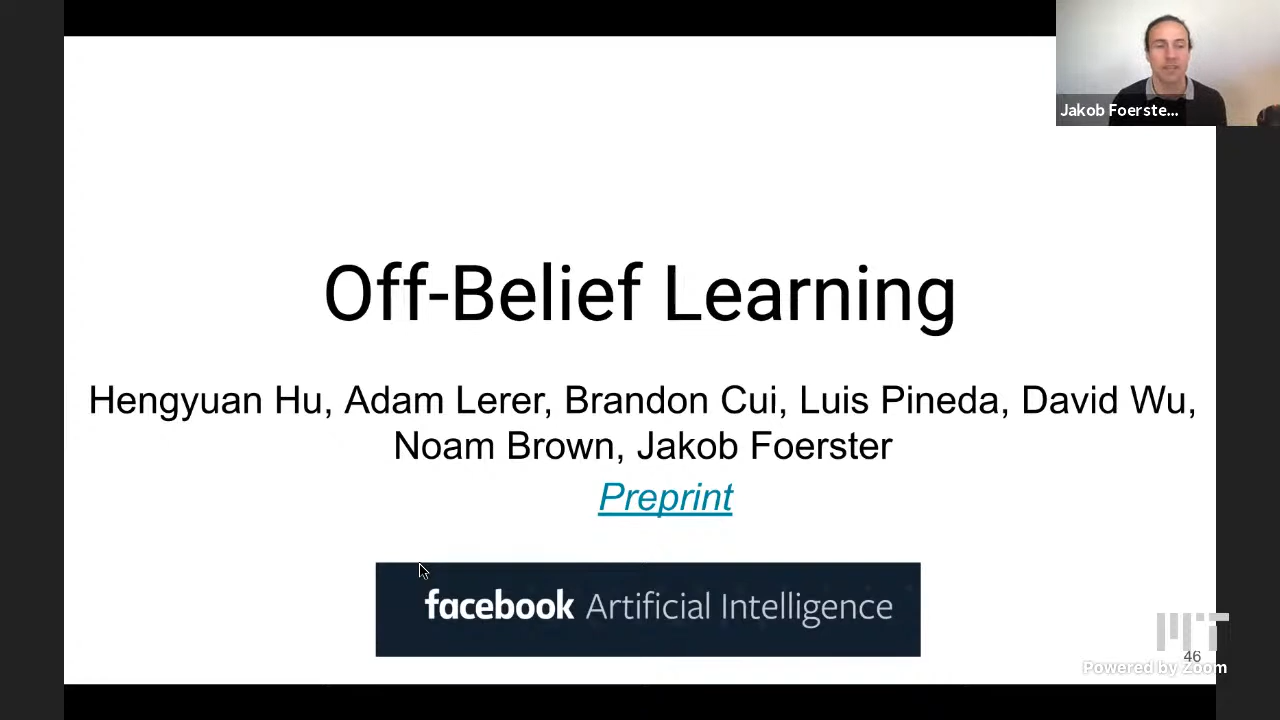 Jakob Foerste...
Off-Belief Learning
Hengyuan Hu, Adam Lerer, Brandon Cui, Luis Pineda, David Wu,
Noam Brown, Jakob Foerster
Preprint
facebook Artificial Intelligence
MIT
46
Powered by Zoom